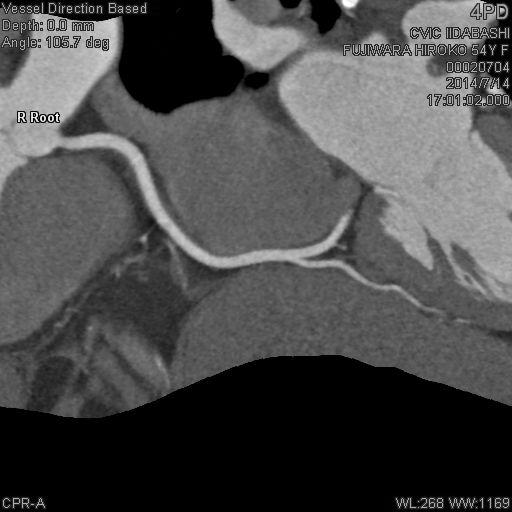 Vessel Direction Based
Depth: 0.0 mm
Angle: 105.7 deg
4PD
CVIC IIDABASHI
FUJIWARA HIROKO 54Y F
00020704
2014/7/14
17:01:02.000
R Root
CPR-A
WL:268 WW:1169